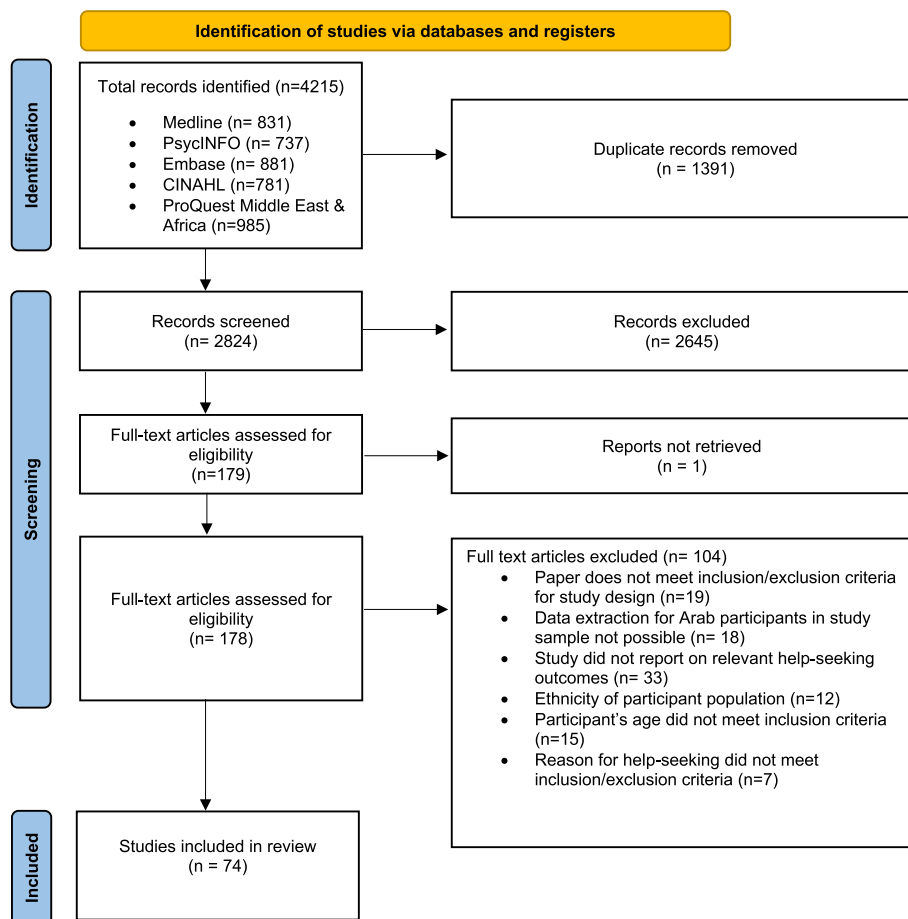 Identification of studies via databases and registers
Identification
Total records identified (n=4215)
• Medline (n= 831)
• PsycINFO (n= 737)
• Embase (n= 881)
• CINAHL (n=781)
• ProQuest Middle East &
Africa (n=985)
Duplicate records removed
(n = 1391)
Screening
Records screened
(n= 2824)
Records excluded
(n = 2645)
Full-text articles assessed for
eligibility
(n=179)
Reports not retrieved
(n = 1)
Full-text articles assessed for
eligibility
(n= 178)
Full text articles excluded (n= 104)
• Paper does not meet inclusion/exclusion criteria
for study design (n=19)
• Data extraction for Arab participants in study
sample not possible (n= 18)
• Study did not report on relevant help-seeking
outcomes (n= 33)
• Ethnicity of participant population (n=12)
• Participant's age did not meet inclusion criteria
(n=15)
• Reason for help-seeking did not meet
inclusion/exclusion criteria (n=7)
Included
Studies included in review
(n = 74)